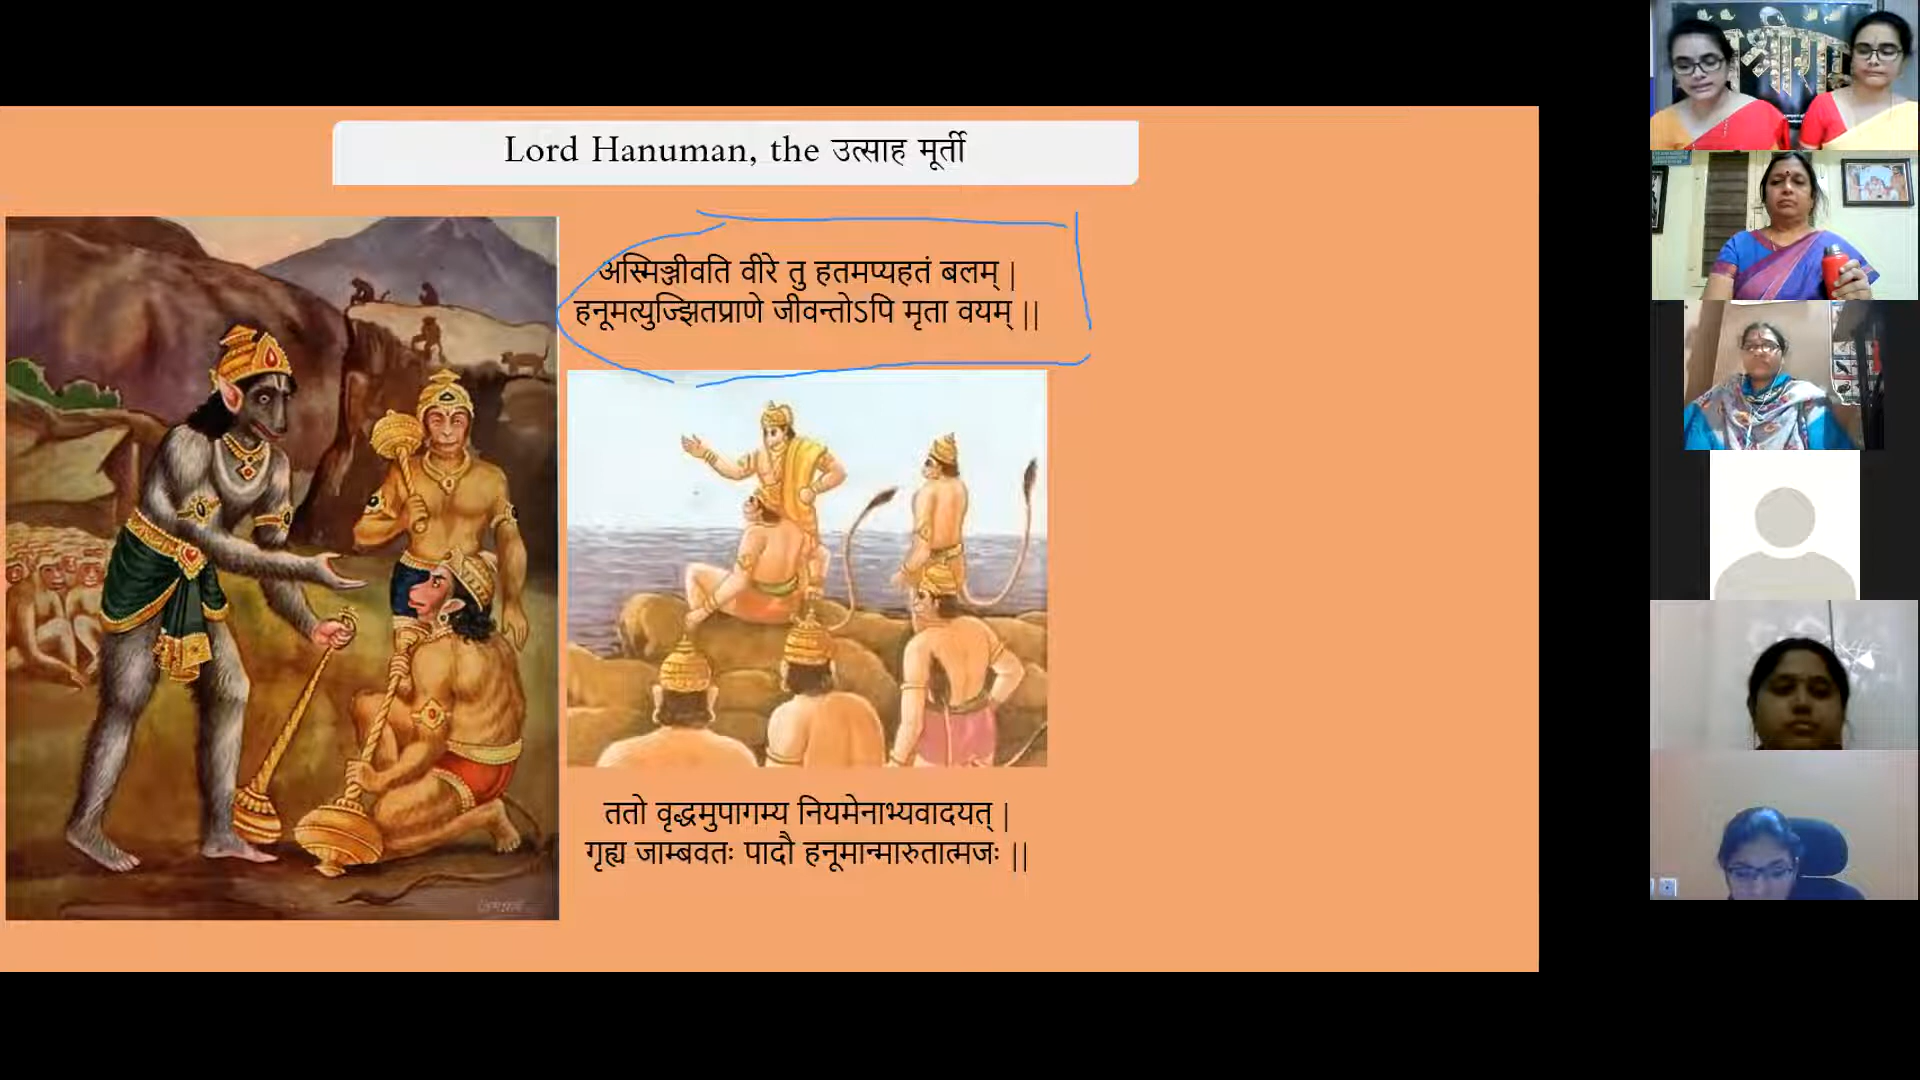 Lord Hanuman, the उत्साह मूर्ती
अस्मिञ्जीवति वीरे तु हतमप्यहतं बलम् |
हनूमत्युज्झितप्राणे जीवन्तोऽपि मृता वयम् ||
ततो वृद्धमुपागम्य नियमेनाभ्यवादयत् |
गृह्य जाम्बवतः पादौ हनूमान्मारुतात्मजः ||